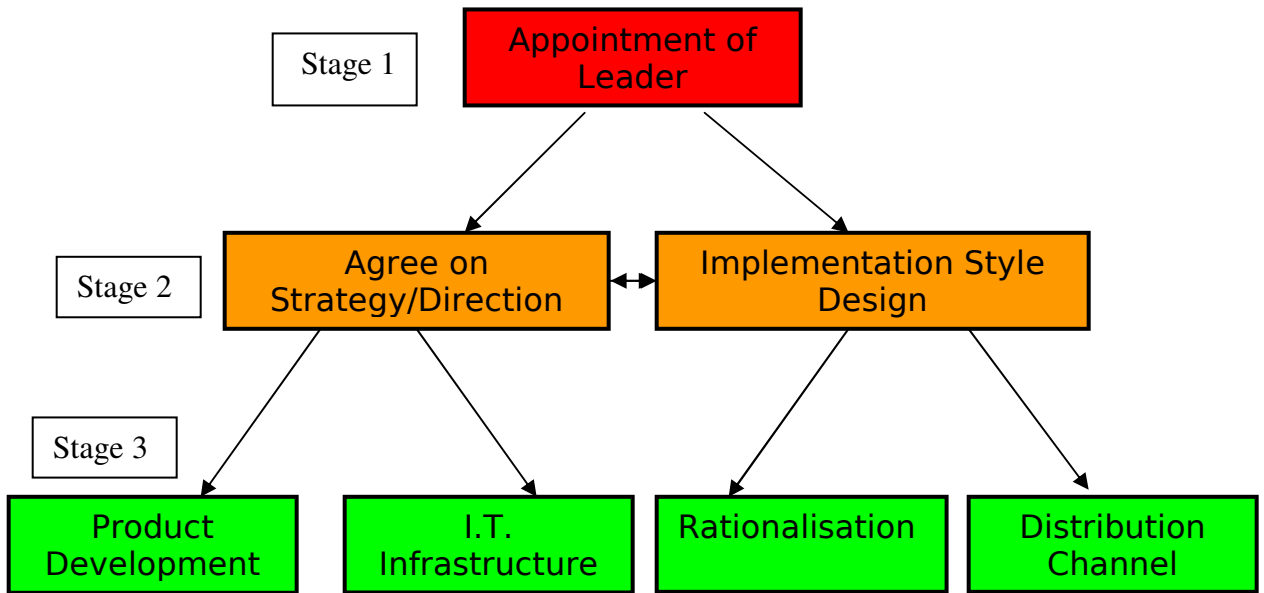 Stage 1
Appointment of
Leader
Stage 2
Agree on
Strategy/Direction
Implementation Style
Design
Stage 3
Product
Development
I.T.
Infrastructure
Rationalisation
Distribution
Channel